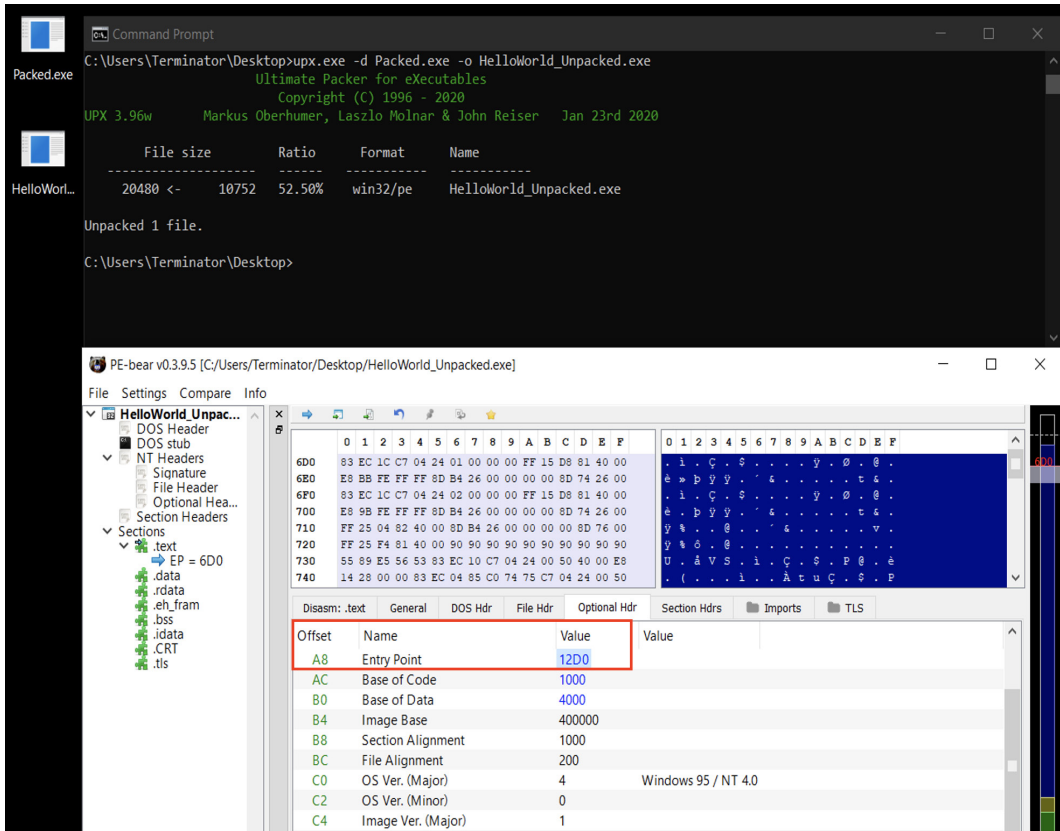 Packed.exe
HelloWorl...
Command Prompt
C:\Users\Terminator\Desktop>upx.exe -d Packed.exe -o HelloWorld_Unpacked.exe
Ultimate Packer for eXecutables
Copyright (C) 1996 - 2020
UPX 3.96w Markus Oberhumer, Laszlo Molnar & John Reiser Jan 23rd 2020
File size Ratio Format Name
-------------------- ------ ----------- -----------
20480 <- 10752 52.50% win32/pe HelloWorld_Unpacked.exe
Unpacked 1 file.
C:\Users\Terminator\Desktop>
PE-bear v0.3.9.5 [C:/Users/Terminator/Desktop/HelloWorld_Unpacked.exe]
File Settings Compare Info
HelloWorld_Unpac...
DOS Header
DOS stub
NT Headers
Signature
File Header
Optional Hea...
Section Headers
Sections
.text
EP = 6D0
.data
.rdata
.eh_fram
.bss
.idata
.CRT
.tls
0 1 2 3 4 5 6 7 8 9 A B C D E F 0 1 2 3 4 5 6 7 8 9 A B C D E F
6D0 83 EC 1C C7 04 24 01 00 00 00 FF 15 D8 81 40 00 . ì . Ç . $ . . . . ÿ . Ø . @ .
6E0 E8 BB FE FF FF 8D B4 26 00 00 00 00 8D 74 26 00 è » þ ÿ ÿ . ´ & . . . . . t & .
6F0 83 EC 1C C7 04 24 02 00 00 00 FF 15 D8 81 40 00 . ì . Ç . $ . . . . ÿ . Ø . @ .
700 E8 9B FE FF FF 8D B4 26 00 00 00 00 8D 74 26 00 è . þ ÿ ÿ . ´ & . . . . . t & .
710 FF 25 04 82 40 00 8D B4 26 00 00 00 00 8D 76 00 ÿ % . . @ . . ´ & . . . . . v .
720 FF 25 F4 81 40 00 90 90 90 90 90 90 90 90 90 90 ÿ % ô . @ . . . . . . . . . . .
730 55 89 E5 56 53 83 EC 10 C7 04 24 00 50 40 00 E8 U . å V S . ì . Ç . $ . P @ . è
740 14 28 00 00 83 EC 04 85 C0 74 75 C7 04 24 00 50 . ( . . . ì . . À t u Ç . $ . P
6D0
Disasm: .text General DOS Hdr File Hdr Optional Hdr Section Hdrs Imports TLS
Offset Name Value Value
A8 Entry Point 12D0
AC Base of Code 1000
B0 Base of Data 4000
B4 Image Base 400000
B8 Section Alignment 1000
BC File Alignment 200
C0 OS Ver. (Major) 4 Windows 95 / NT 4.0
C2 OS Ver. (Minor) 0
C4 Image Ver. (Major) 1